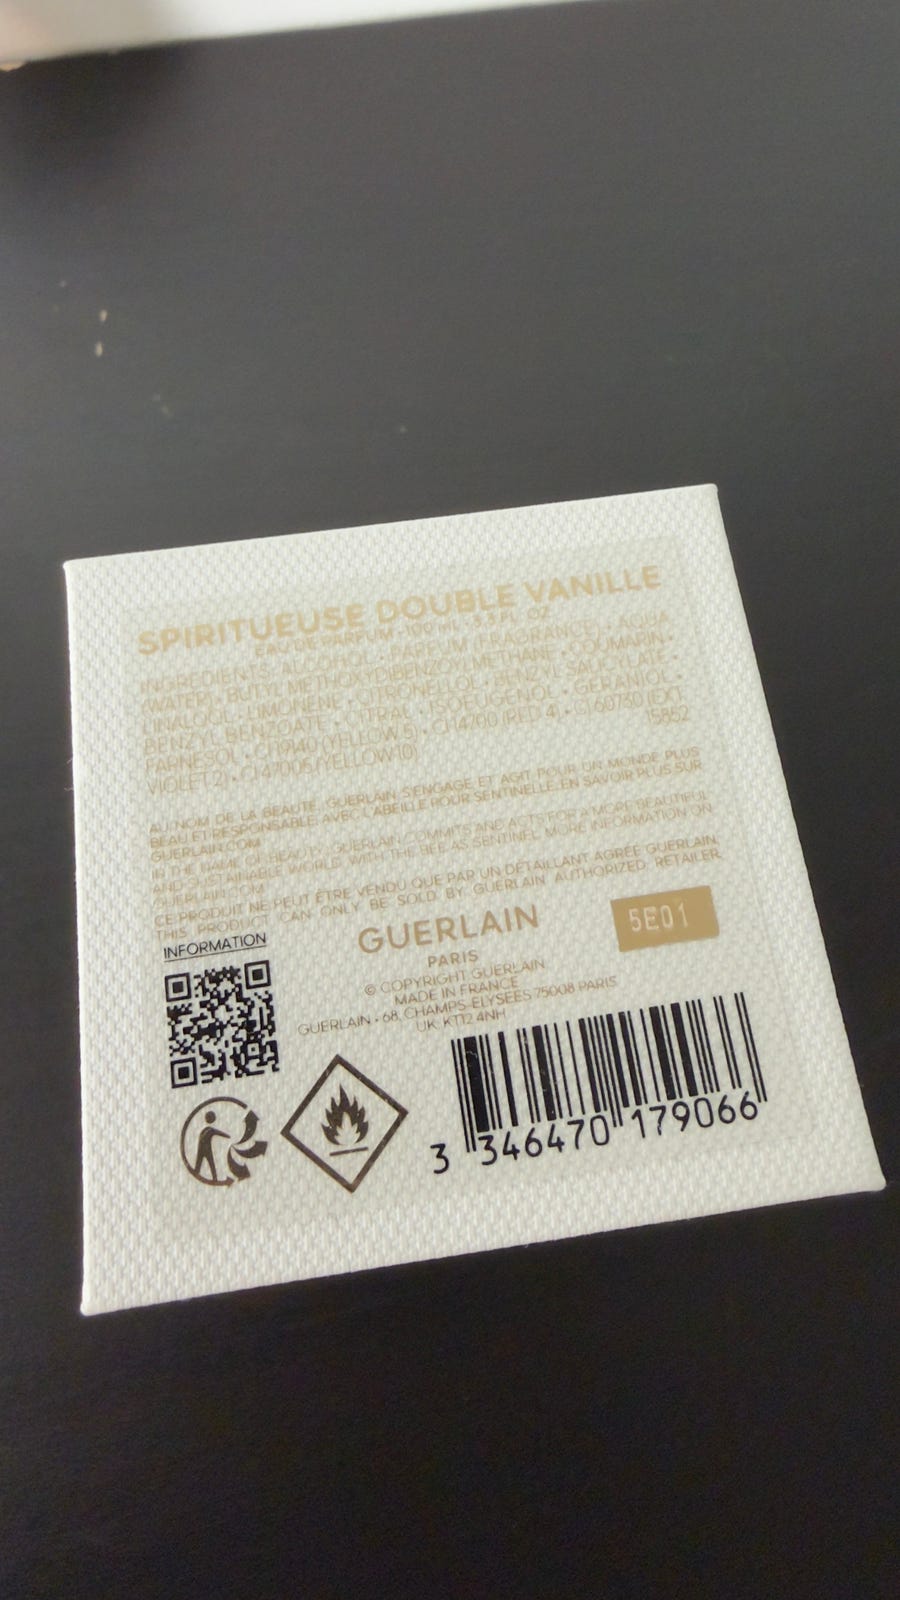 SPIRITUEUSE DOUBLE VANILLE
EAU DE PARFUM · 100 ML · 3.3 FL. OZ
INGREDIENTS: ALCOHOL · PARFUM (FRAGRANCE) · AQUA
(WATER) · BUTYL METHOXYDIBENZOYLMETHANE · COUMARIN ·
LINALOOL · LIMONENE · CITRONELLOL · BENZYL SALICYLATE ·
BENZYL BENZOATE · CITRAL · ISOEUGENOL · GERANIOL ·
FARNESOL · CI 19140 (YELLOW 5) · CI 14700 (RED 4) · CI 60730 (EXT.
VIOLET 2) · CI 47005 (YELLOW 10)
15852
AU NOM DE LA BEAUTÉ, GUERLAIN S'ENGAGE ET AGIT POUR UN MONDE PLUS
BEAU ET RESPONSABLE AVEC L'ABEILLE POUR SENTINELLE. EN SAVOIR PLUS SUR
GUERLAIN.COM
IN THE NAME OF BEAUTY, GUERLAIN COMMITS AND ACTS FOR A MORE BEAUTIFUL
AND SUSTAINABLE WORLD WITH THE BEE AS SENTINEL. MORE INFORMATION ON
GUERLAIN.COM
CE PRODUIT NE PEUT ÊTRE VENDU QUE PAR UN DÉTAILLANT AGRÉÉ GUERLAIN.
THIS PRODUCT CAN ONLY BE SOLD BY GUERLAIN AUTHORIZED RETAILER.
INFORMATION
GUERLAIN
PARIS
5E01
© COPYRIGHT GUERLAIN
MADE IN FRANCE
GUERLAIN · 68, CHAMPS-ELYSÉES 75008 PARIS
UK: KT12 4NH
3 346470 179066